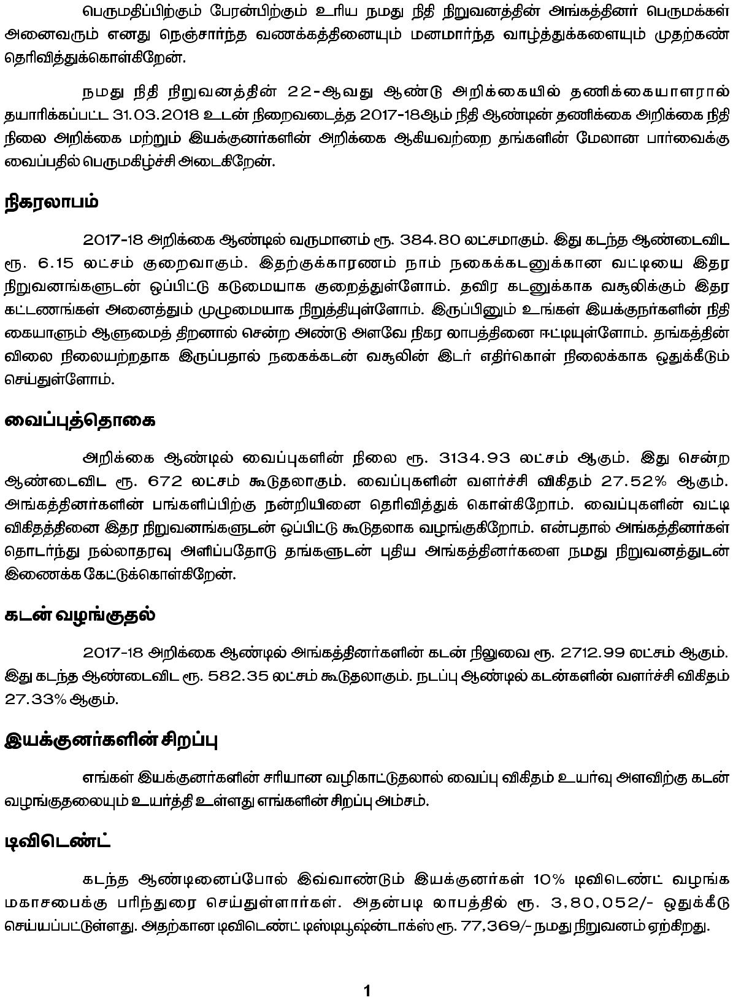 பெருமதிப்பிற்கும் பேரன்பிற்கும் உரிய நமது நிதி நிறுவனத்தின் அங்கத்தினர் பெருமக்கள்
அனைவரும் எனது நெஞ்சார்ந்த வணக்கத்தினையும் மனமார்ந்த வாழ்த்துக்களையும் முதற்கண்
தெரிவித்துக்கொள்கிறேன்.
நமது நிதி நிறுவனத்தின் 22-ஆவது ஆண்டு அறிக்கையில் தணிக்கையாளரால்
தயாரிக்கப்பட்ட 31.03.2018 உடன் நிறைவடைத்த 2017-18ஆம் நிதி ஆண்டின் தணிக்கை அறிக்கை நிதி
நிலை அறிக்கை மற்றும் இயக்குனர்களின் அறிக்கை ஆகியவற்றை தங்களின் மேலான பார்வைக்கு
வைப்பதில் பெருமகிழ்ச்சி அடைகிறேன்.
நிகரலாபம்
2017-18 அறிக்கை ஆண்டில் வருமானம் ரூ. 384.80 லட்சமாகும். இது கடந்த ஆண்டைவிட
ரூ. 6.15 லட்சம் குறைவாகும். இதற்குக்காரணம் நாம் நகைக்கடனுக்கான வட்டியை இதர
நிறுவனங்களுடன் ஒப்பிட்டு கடுமையாக குறைத்துள்ளோம். தவிர கடனுக்காக வசூலிக்கும் இதர
கட்டணங்கள் அனைத்தும் முழுமையாக நிறுத்தியுள்ளோம். இருப்பினும் உங்கள் இயக்குநர்களின் நிதி
கையாளும் ஆளுமைத் திறனால் சென்ற அண்டு அளவே நிகர லாபத்தினை ஈட்டியுள்ளோம். தங்கத்தின்
விலை நிலையற்றதாக இருப்பதால் நகைக்கடன் வசூலின் இடர் எதிர்கொள் நிலைக்காக ஒதுக்கீடும்
செய்துள்ளோம்.
வைப்புத்தொகை
அறிக்கை ஆண்டில் வைப்புகளின் நிலை ரூ. 3134.93 லட்சம் ஆகும். இது சென்ற
ஆண்டைவிட ரூ. 672 லட்சம் கூடுதலாகும். வைப்புகளின் வளர்ச்சி விகிதம் 27.52% ஆகும்.
அங்கத்தினர்களின் பங்களிப்பிற்கு நன்றியினை தெரிவித்துக் கொள்கிறோம். வைப்புகளின் வட்டி
விகிதத்தினை இதர நிறுவனங்களுடன் ஒப்பிட்டு கூடுதலாக வழங்குகிறோம். என்பதால் அங்கத்தினர்கள்
தொடர்ந்து நல்லாதரவு அளிப்பதோடு தங்களுடன் புதிய அங்கத்தினர்களை நமது நிறுவனத்துடன்
இணைக்க கேட்டுக்கொள்கிறேன்.
கடன் வழங்குதல்
2017-18 அறிக்கை ஆண்டில் அங்கத்தினர்களின் கடன் நிலுவை ரூ. 2712.99 லட்சம் ஆகும்.
இது கடந்த ஆண்டைவிட ரூ. 582.35 லட்சம் கூடுதலாகும். நடப்பு ஆண்டில் கடன்களின் வளர்ச்சி விகிதம்
27.33% ஆகும்.
இயக்குனர்களின் சிறப்பு
எங்கள் இயக்குனர்களின் சரியான வழிகாட்டுதலால் வைப்பு விகிதம் உயர்வு அளவிற்கு கடன்
வழங்குதலையும் உயர்த்தி உள்ளது எங்களின் சிறப்பு அம்சம்.
டிவிடெண்ட்
கடந்த ஆண்டினைப்போல் இவ்வாண்டும் இயக்குனர்கள் 10% டிவிடெண்ட் வழங்க
மகாசபைக்கு பரிந்துரை செய்துள்ளார்கள். அதன்படி லாபத்தில் ரூ. 3,80,052/- ஒதுக்கீடு
செய்யப்பட்டுள்ளது. அதற்கான டிவிடெண்ட் டிஸ்டிபூஷ்ன்டாக்ஸ் ரூ. 77,369/- நமது நிறுவனம் ஏற்கிறது.
1